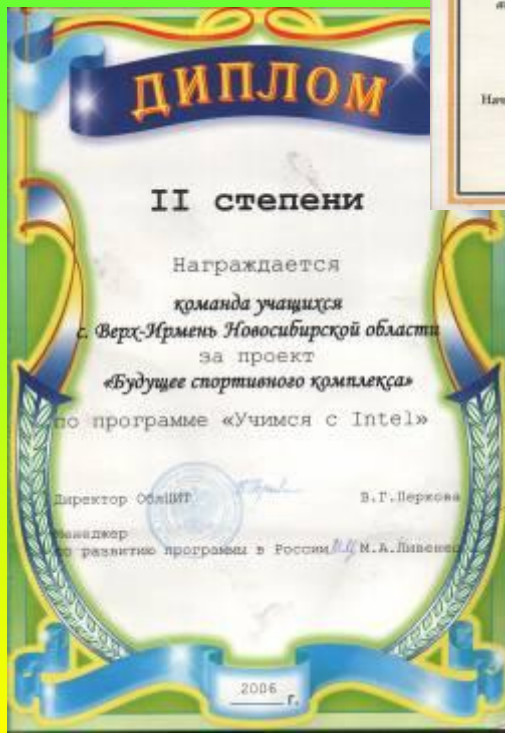 ДИПЛОМ
II степени
Награждается
команда учащихся
с. Верх-Ирмень Новосибирской области
за проект
«Будущее спортивного комплекса»
по программе «Учимся с Intel»
Директор ОблЦИТ В.Г.Перкова
Менеджер
по развитию программы в России М.А.
2006 г.